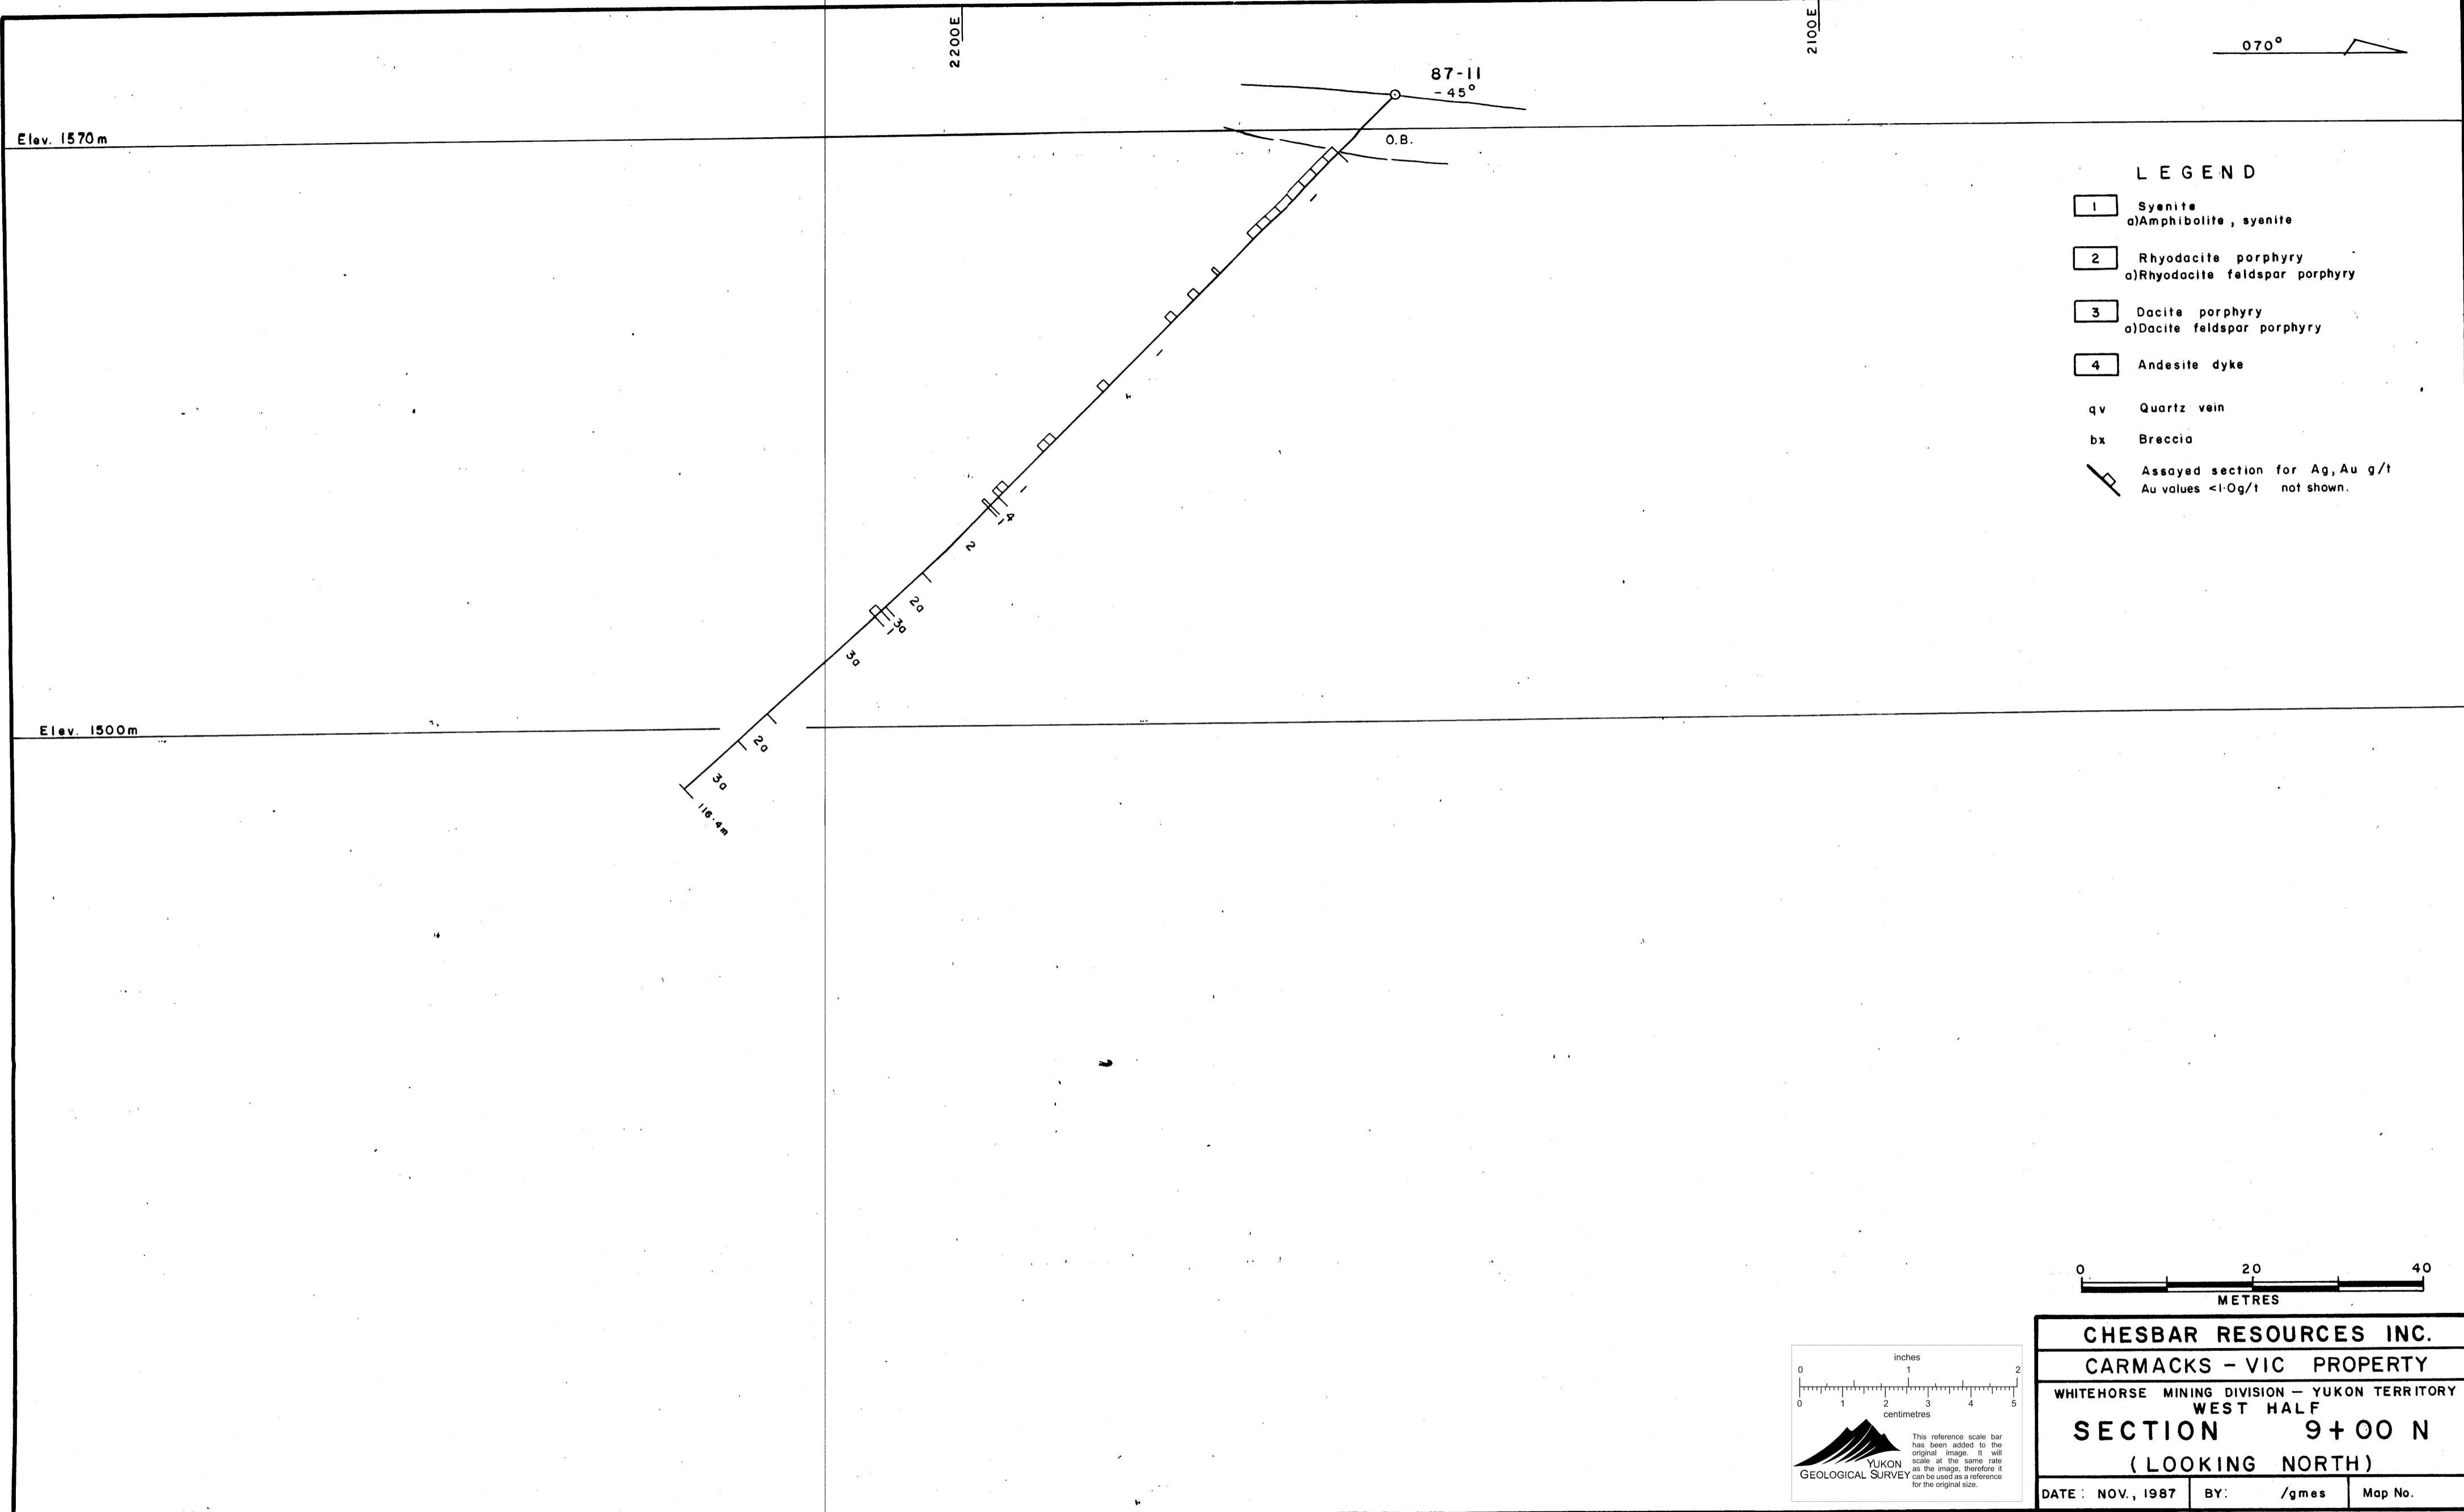 2200E
2100E
070°
87-11
-45°
Elev. 1570m
O.B.
1
1
1
4
1
2
2a
3a
1
3a
Elev. 1500m
2a
3a
116.4m
LEGEND
1 Syenite
a)Amphibolite, syenite
2 Rhyodacite porphyry
a)Rhyodacite feldspar porphyry
3 Dacite porphyry
a)Dacite feldspar porphyry
4 Andesite dyke
qv Quartz vein
bx Breccia
Assayed section for Ag, Au g/t
Au values <1.0g/t not shown.
0 20 40
METRES
inches
0 1 2
0 1 2 3 4 5
centimetres
YUKON
GEOLOGICAL SURVEY
This reference scale bar
has been added to the
original image. It will
scale at the same rate
as the image, therefore it
can be used as a reference
for the original size.
CHESBAR RESOURCES INC.
CARMACKS - VIC PROPERTY
WHITEHORSE MINING DIVISION — YUKON TERRITORY
WEST HALF
SECTION 9+00 N
(LOOKING NORTH)
DATE: NOV., 1987 BY: /gmes Map No.